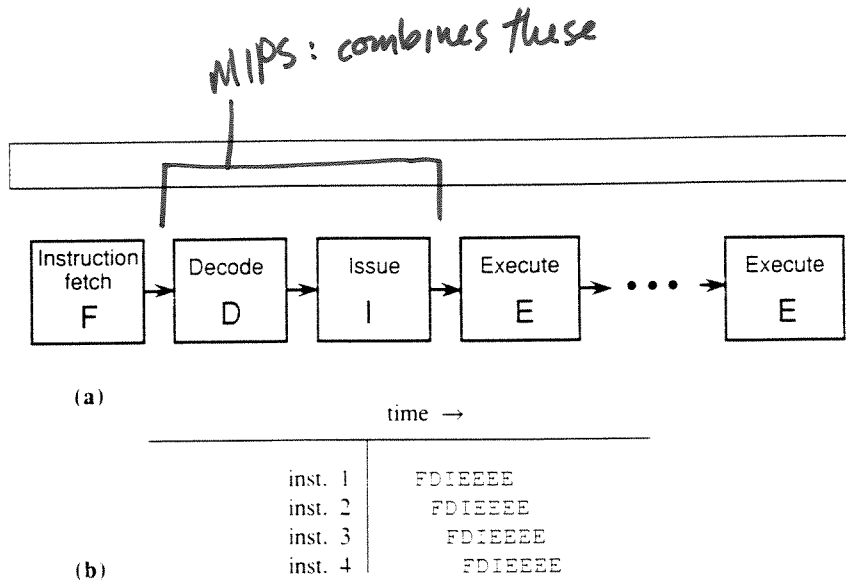 MIPS: combines these
Instruction fetch F
Decode D
Issue I
Execute E
• • •
Execute E
(a)
time →
inst. 1 FDIEEEE
inst. 2 FDIEEEE
inst. 3 FDIEEEE
(b) inst. 4 FDIEEEE